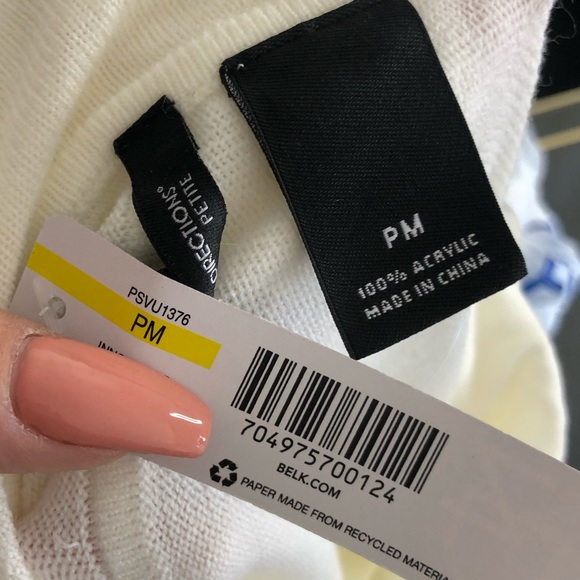 PM
100% ACRYLIC
MADE IN CHINA
DIRECTIONS®
PETITE
PSVU1376
PM
704975700124
BELK.COM
PAPER MADE FROM RECYCLED